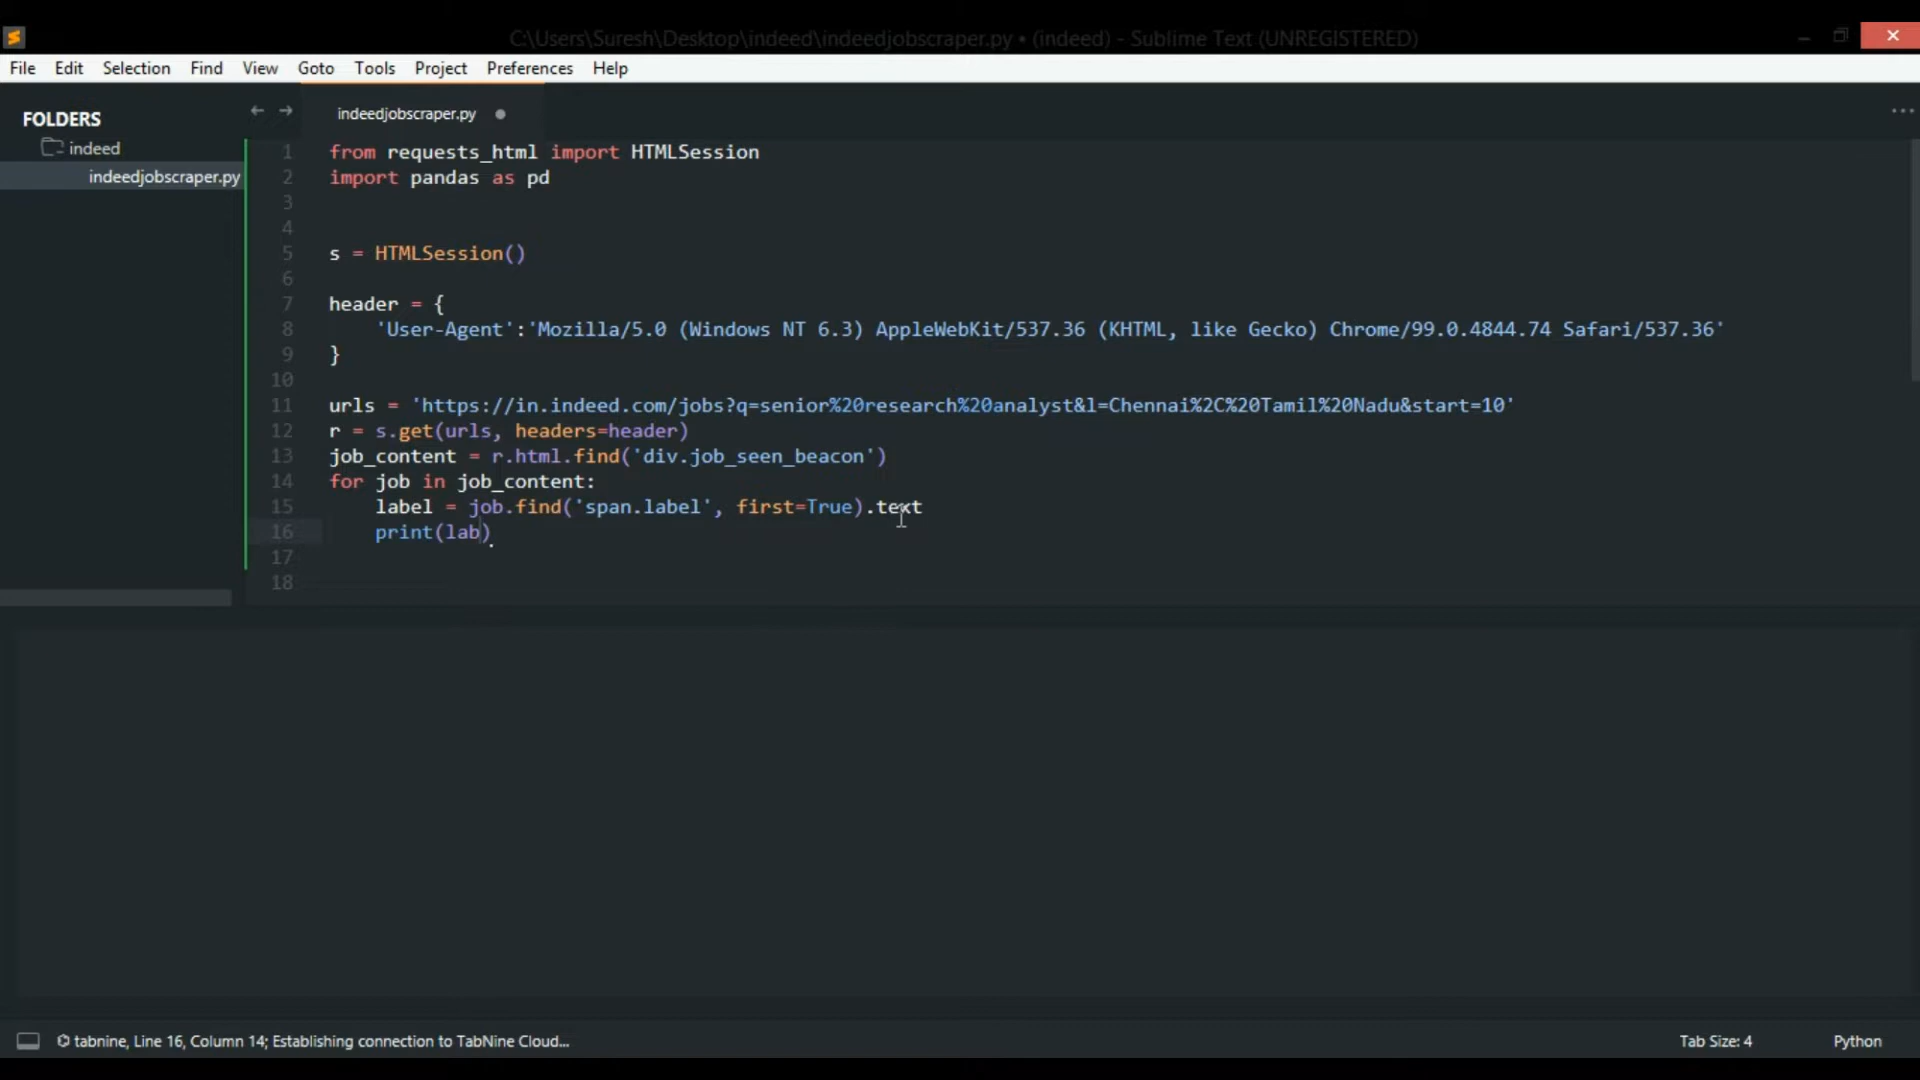 C:\Users\Suresh\Desktop\indeed\indeedjobscraper.py • (indeed) - Sublime Text (UNREGISTERED)
File Edit Selection Find View Goto Tools Project Preferences Help
FOLDERS
indeed
indeedjobscraper.py
indeedjobscraper.py
1 from requests_html import HTMLSession
2 import pandas as pd
3
4
5 s = HTMLSession()
6
7 header = {
8 'User-Agent':'Mozilla/5.0 (Windows NT 6.3) AppleWebKit/537.36 (KHTML, like Gecko) Chrome/99.0.4844.74 Safari/537.36'
9 }
10
11 urls = 'https://in.indeed.com/jobs?q=senior%20research%20analyst&l=Chennai%2C%20Tamil%20Nadu&start=10'
12 r = s.get(urls, headers=header)
13 job_content = r.html.find('div.job_seen_beacon')
14 for job in job_content:
15 label = job.find('span.label', first=True).text
16 print(lab)
17
18
tabnine, Line 16, Column 14; Establishing connection to TabNine Cloud...
Tab Size: 4
Python